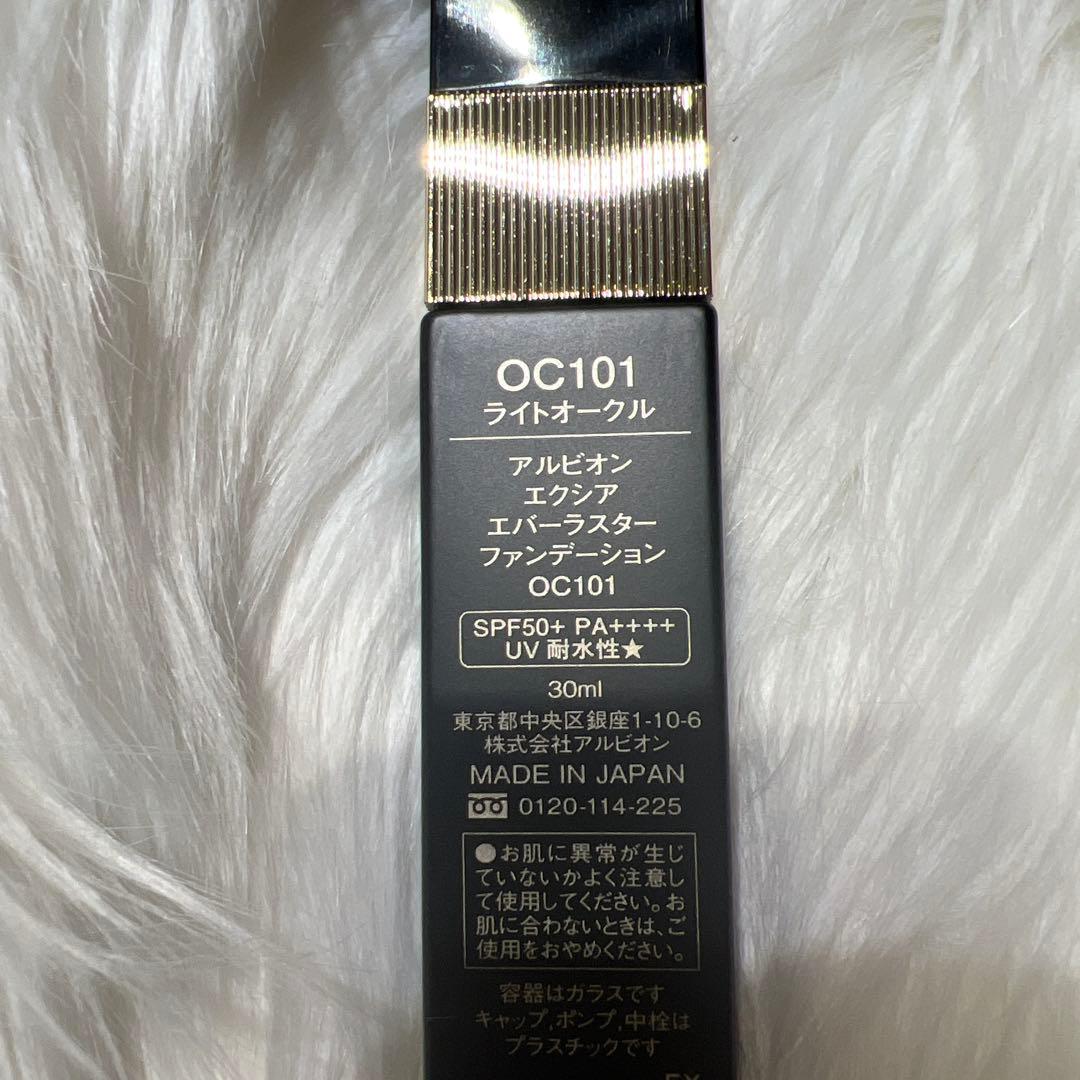 OC101
ライトオークル
アルビオン
エクシア
エバーラスター
ファンデーション
OC101
SPF50+ PA++++
UV 耐水性★
30ml
東京都中央区銀座1-10-6
株式会社アルビオン
MADE IN JAPAN
0120-114-225
●お肌に異常が生じ
ていないかよく注意し
て使用してください。お
肌に合わないときは、ご
使用をおやめください。
容器はガラスです
キャップ,ポンプ,中栓は
プラスチックです